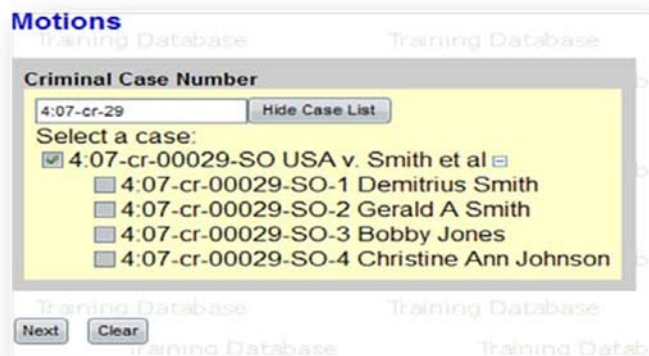 Motions
Training Database Training Database
Criminal Case Number
4:07-cr-29 Hide Case List
Select a case:
4:07-cr-00029-SO USA v. Smith et al
4:07-cr-00029-SO-1 Demitrius Smith
4:07-cr-00029-SO-2 Gerald A Smith
4:07-cr-00029-SO-3 Bobby Jones
4:07-cr-00029-SO-4 Christine Ann Johnson
Training Database Training Database
Next Clear
Training Database Training Datab